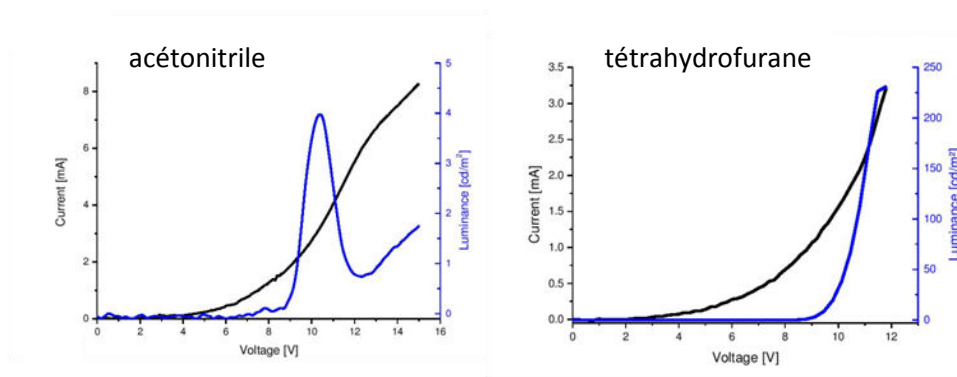 acétonitrile
8
6
4
2
0
0 2 4 6 8 10 12 14 16
Current [mA]
Voltage [V]
5
4
3
2
1
0
Luminance [cd/m²]
tétrahydrofurane
3.5
3.0
2.5
2.0
1.5
1.0
0.5
0.0
0 2 4 6 8 10 12
Current [mA]
Voltage [V]
250
200
150
100
50
0
Luminance [cd/m²]